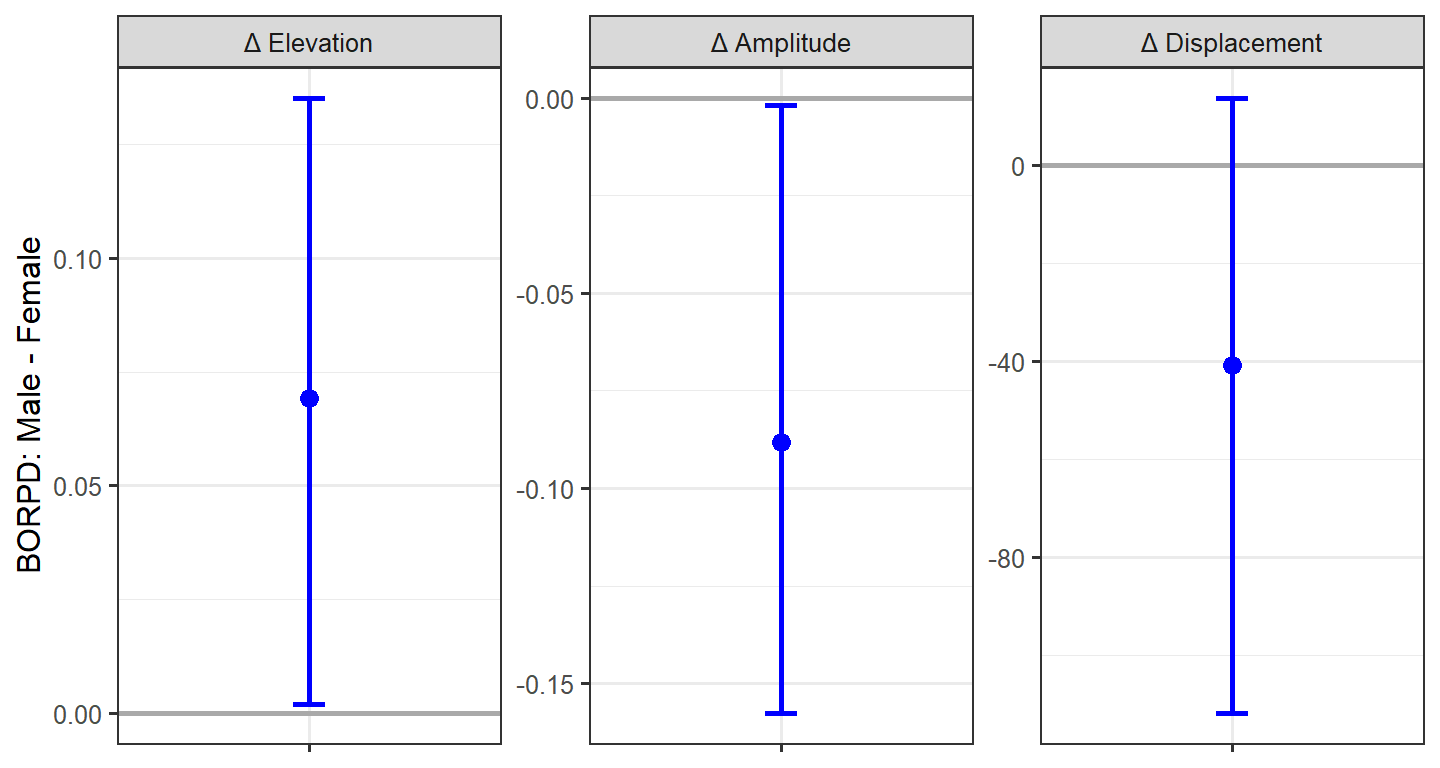 Δ Elevation
Δ Amplitude
Δ Displacement
BORPD: Male - Female
0.10
0.05
0.00
0.00
-0.05
-0.10
-0.15
0
-40
-80